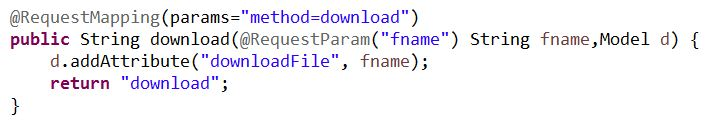 @RequestMapping(params="method=download")
public String download(@RequestParam("fname") String fname,Model d) {
    d.addAttribute("downloadFile", fname);
    return "download";
}